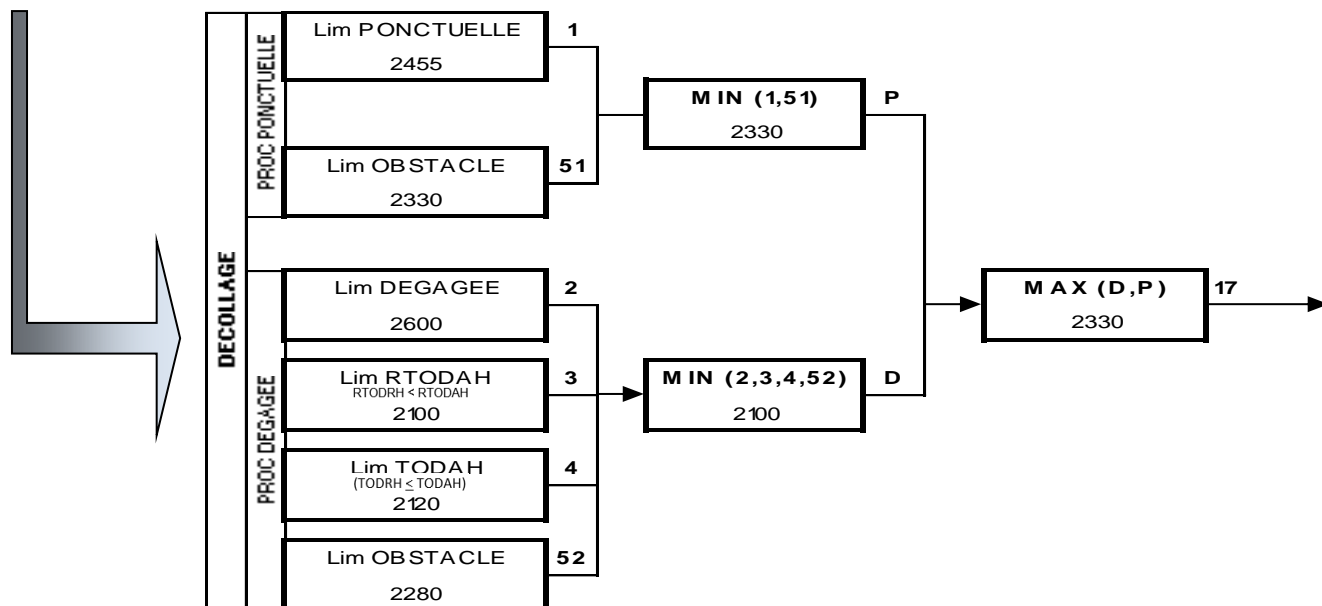 DECOLLAGE
PROC PONCTUELLE
Lim PONCTUELLE
2455
1
Lim OBSTACLE
2330
51
MIN (1,51)
2330
P
PROC DEGAGEE
Lim DEGAGEE
2600
2
Lim RTODAH
RTODRH < RTODAH
2100
3
Lim TODAH
(TODRH ≤ TODAH)
2120
4
Lim OBSTACLE
2280
52
MIN (2,3,4,52)
2100
D
MAX (D,P)
2330
17